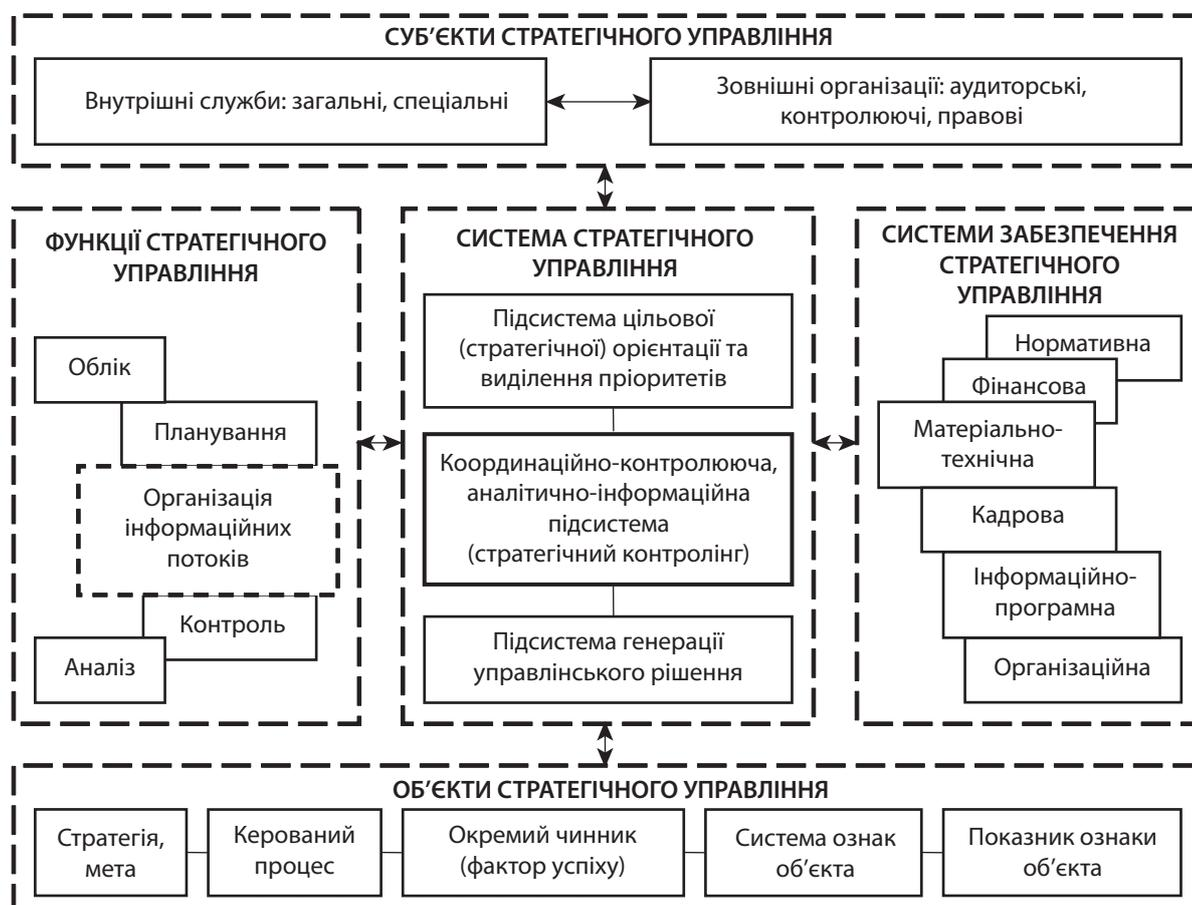 СУБ’ЄКТИ СТРАТЕГІЧНОГО УПРАВЛІННЯ
Внутрішні служби: загальні, спеціальні
Зовнішні організації: аудиторські,
контролюючі, правові
ФУНКЦІЇ СТРАТЕГІЧНОГО
УПРАВЛІННЯ
Облік
Планування
Організація
інформаційних
потоків
Контроль
Аналіз
СИСТЕМА СТРАТЕГІЧНОГО
УПРАВЛІННЯ
Підсистема цільової
(стратегічної) орієнтації та
виділення пріоритетів
Координаційно-контролююча,
аналітично-інформаційна
підсистема
(стратегічний контролінг)
Підсистема генерації
управлінського рішення
СИСТЕМИ ЗАБЕЗПЕЧЕННЯ
СТРАТЕГІЧНОГО
УПРАВЛІННЯ
Нормативна
Фінансова
Матеріально-
технічна
Кадрова
Інформаційно-
програмна
Організаційна
ОБ’ЄКТИ СТРАТЕГІЧНОГО УПРАВЛІННЯ
Стратегія,
мета
Керований
процес
Окремий чинник
(фактор успіху)
Система ознак
об’єкта
Показник ознаки
об’єкта